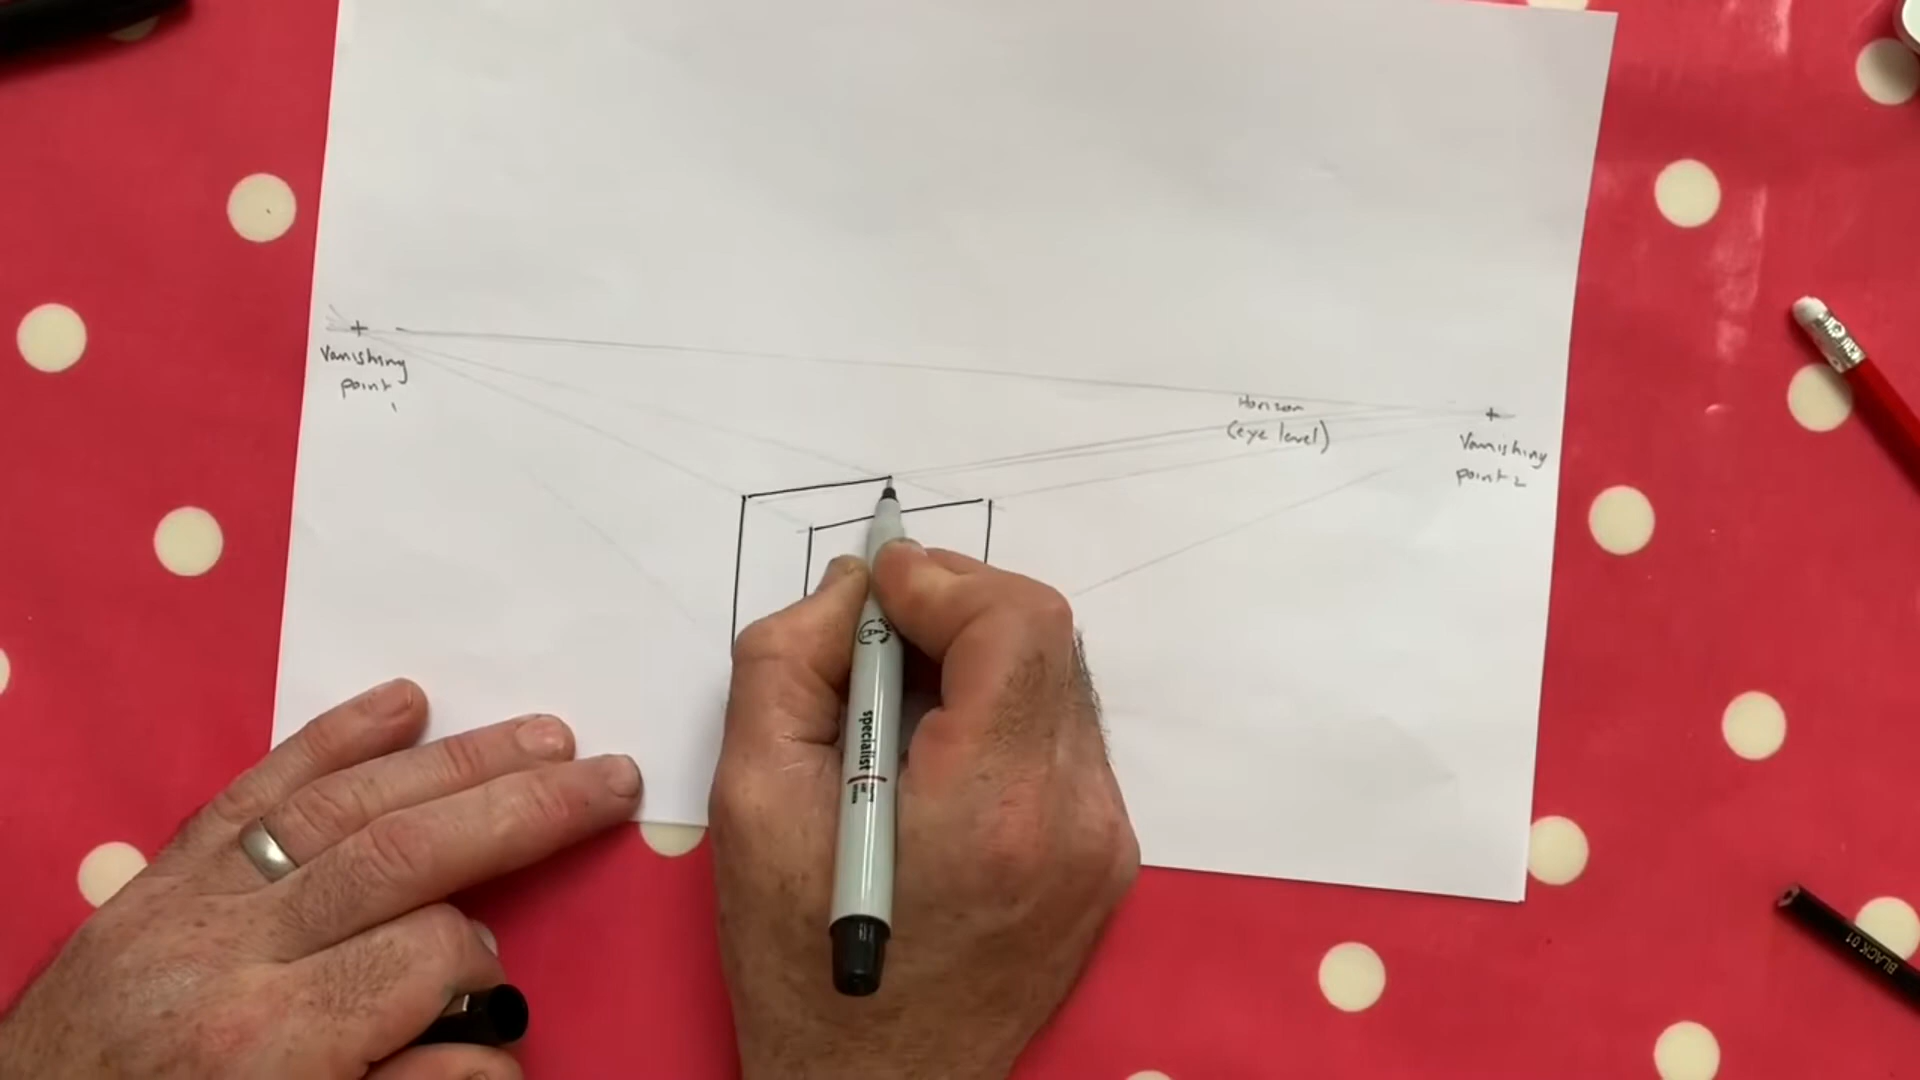 Vanishing
point
1
Horizon
(eye level)
Vanishing
point 2
specialist
BLACK 01